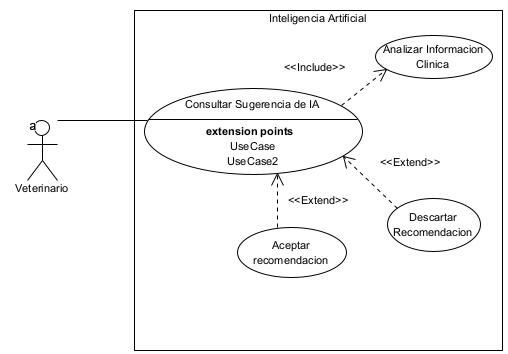 Inteligencia Artificial
Analizar Informacion
Clinica
<<Include>>
Consultar Sugerencia de IA
extension points
UseCase
UseCase2
a
Veterinario
<<Extend>>
<<Extend>>
Descartar
Recomendacion
Aceptar
recomendacion